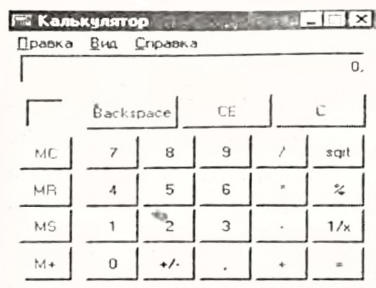 Калькулятор
Правка Вид Справка
0,
Backspace CE C
MC 7 8 9 / sqrt
MR 4 5 6 * %
MS 1 2 3 - 1/x
M+ 0 +/- , + =